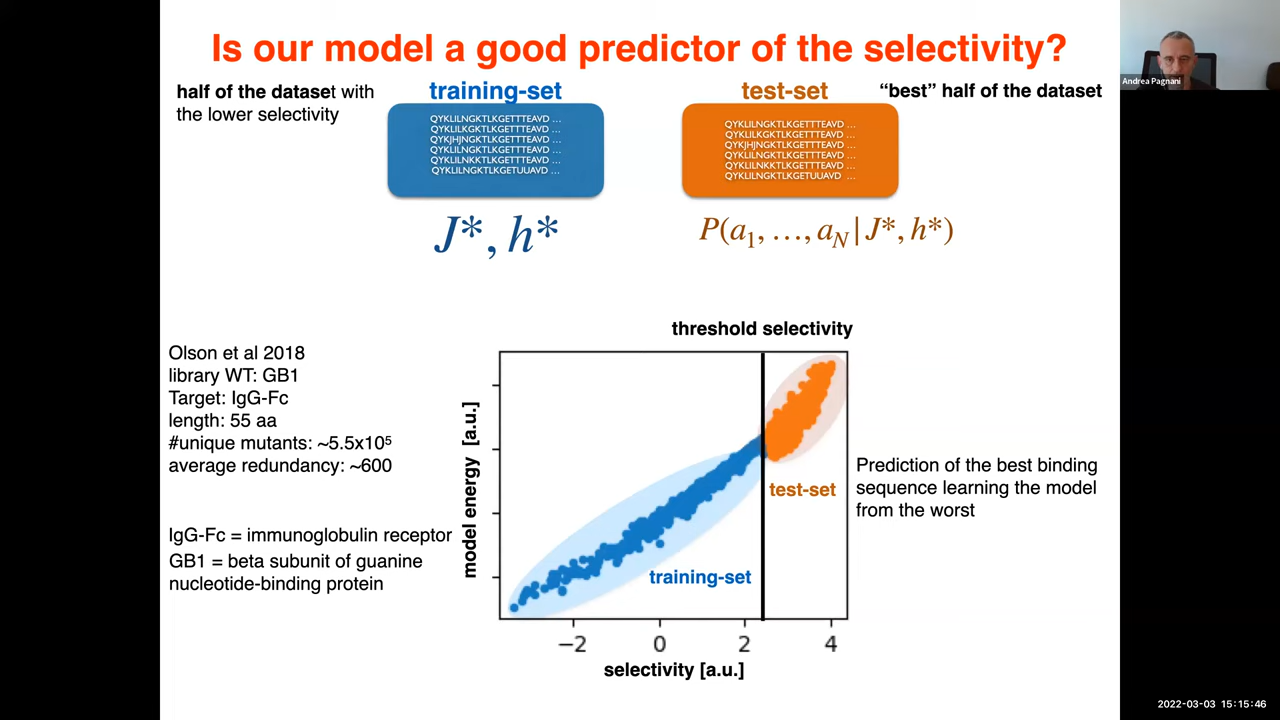 Is our model a good predictor of the selectivity?
half of the dataset with
the lower selectivity
training-set
QYKLILNGKTLKGETTTEAVD ...
QYKLILKGKTLKGETTTEAVD ...
QYKJHJNGKTLKGETTTEAVD ...
QYKLILNGKTLKGETTTEAVD ...
QYKLILNKKTLKGETTTEAVD ...
QYKLILNGKTLKGETUUAVD ...
J*, h*
test-set
QYKLILNGKTLKGETTTEAVD ...
QYKLILKGKTLKGETTTEAVD ...
QYKJHJNGKTLKGETTTEAVD ...
QYKLILNGKTLKGETTTEAVD ...
QYKLILNKKTLKGETTTEAVD ...
QYKLILNGKTLKGETUUAVD ...
“best” half of the dataset
P(a₁, …, a_N | J*, h*)
Andrea Pagnani
Olson et al 2018
library WT: GB1
Target: IgG-Fc
length: 55 aa
#unique mutants: ~5.5x10⁵
average redundancy: ~600
IgG-Fc = immunoglobulin receptor
GB1 = beta subunit of guanine
nucleotide-binding protein
threshold selectivity
model energy [a.u.]
test-set
training-set
−2 0 2 4
selectivity [a.u.]
Prediction of the best binding
sequence learning the model
from the worst
2022-03-03 15:15:46